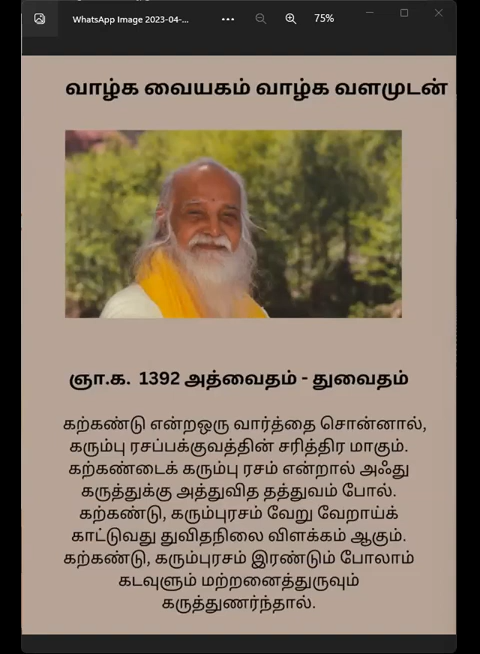 WhatsApp Image 2023-04-...
75%
வாழ்க வையகம் வாழ்க வளமுடன்
ஞா.க. 1392 அத்வைதம் - துவைதம்
கற்கண்டு என்றஒரு வார்த்தை சொன்னால்,
கரும்பு ரசப்பக்குவத்தின் சரித்திர மாகும்.
கற்கண்டைக் கரும்பு ரசம் என்றால் அஃது
கருத்துக்கு அத்துவித தத்துவம் போல்.
கற்கண்டு, கரும்புரசம் வேறு வேறாய்க்
காட்டுவது துவிதநிலை விளக்கம் ஆகும்.
கற்கண்டு, கரும்புரசம் இரண்டும் போலாம்
கடவுளும் மற்றனைத்துருவும்
கருத்துணர்ந்தால்.